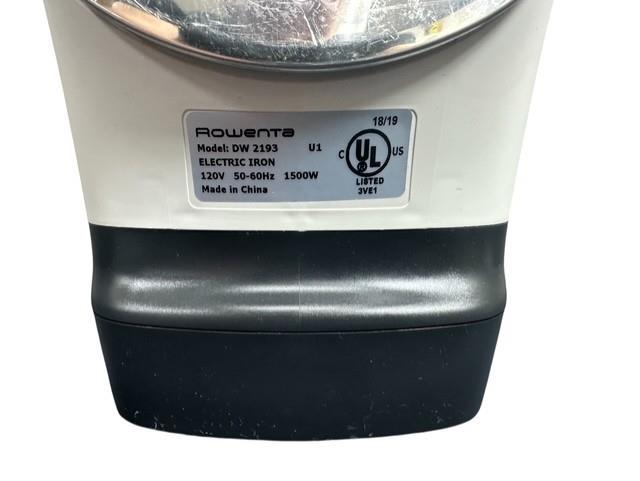 Rowenta
18/19
Model: DW 2193 U1
ELECTRIC IRON
120V 50-60Hz 1500W
Made in China
C UL US
LISTED
3VE1